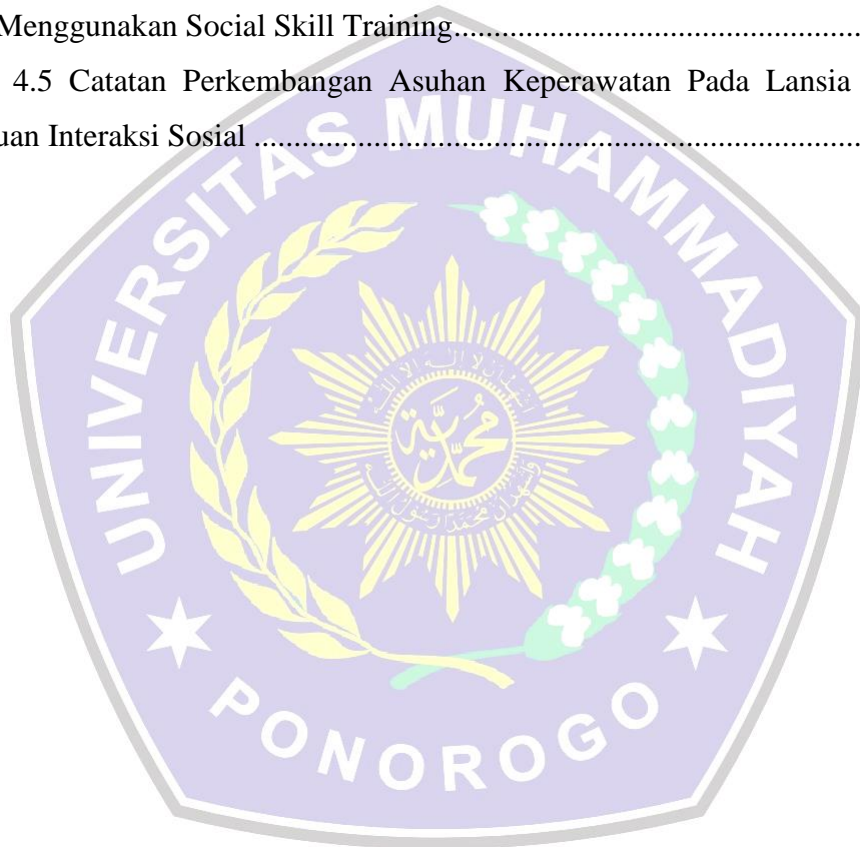 Menggunakan Social Skill Training....................................................
4.5 Catatan Perkembangan Asuhan Keperawatan Pada Lansia
uan Interaksi Sosial .............................................................................
UNIVERSITAS MUHAMMADIYAH
PONOROGO